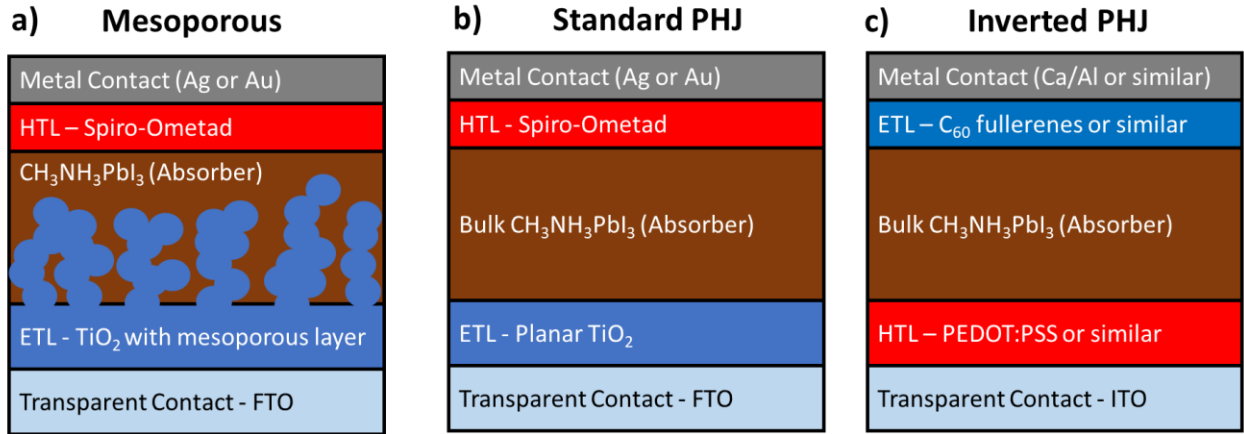 a) Mesoporous
Metal Contact (Ag or Au)
HTL – Spiro-Ometad
CH₃NH₃PbI₃ (Absorber)
ETL - TiO₂ with mesoporous layer
Transparent Contact - FTO
b) Standard PHJ
Metal Contact (Ag or Au)
HTL - Spiro-Ometad
Bulk CH₃NH₃PbI₃ (Absorber)
ETL - Planar TiO₂
Transparent Contact - FTO
c) Inverted PHJ
Metal Contact (Ca/Al or similar)
ETL – C₆₀ fullerenes or similar
Bulk CH₃NH₃PbI₃ (Absorber)
HTL – PEDOT:PSS or similar
Transparent Contact - ITO